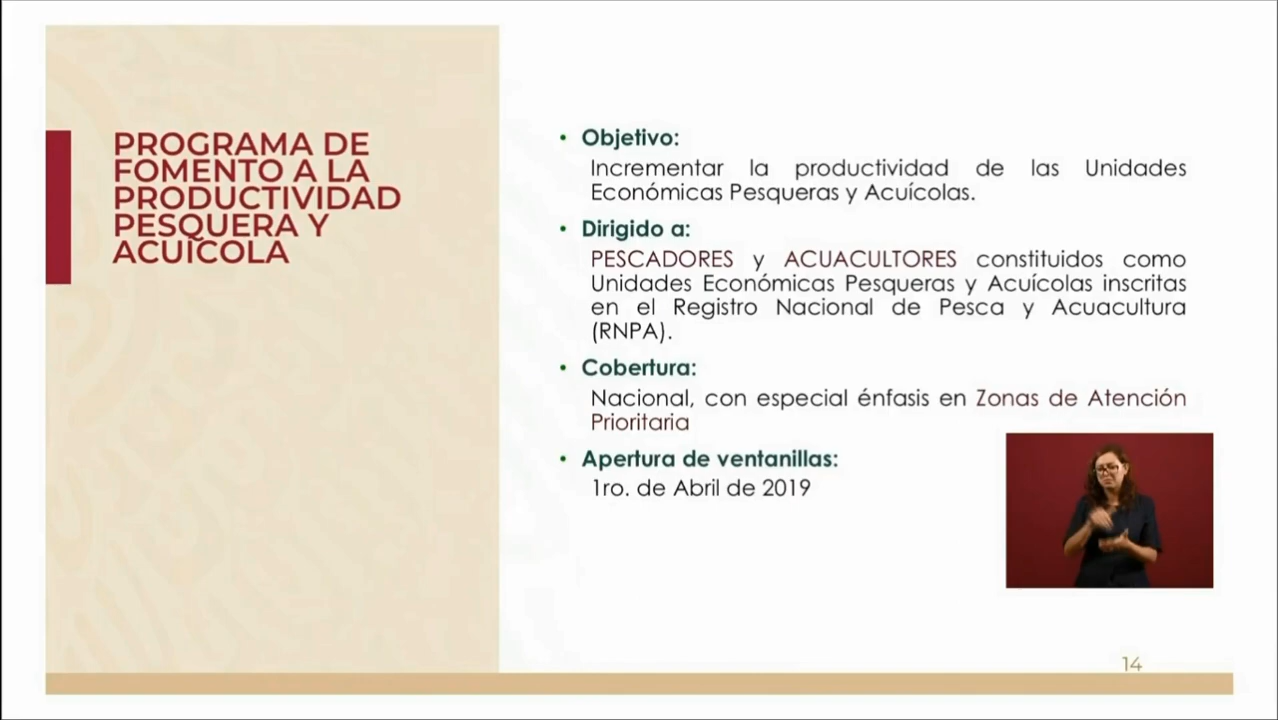 PROGRAMA DE
FOMENTO A LA
PRODUCTIVIDAD
PESQUERA Y
ACUÍCOLA
• Objetivo:
Incrementar la productividad de las Unidades
Económicas Pesqueras y Acuícolas.
• Dirigido a:
PESCADORES y ACUACULTORES constituidos como
Unidades Económicas Pesqueras y Acuícolas inscritas
en el Registro Nacional de Pesca y Acuacultura
(RNPA).
• Cobertura:
Nacional, con especial énfasis en Zonas de Atención
Prioritaria
• Apertura de ventanillas:
1ro. de Abril de 2019
14